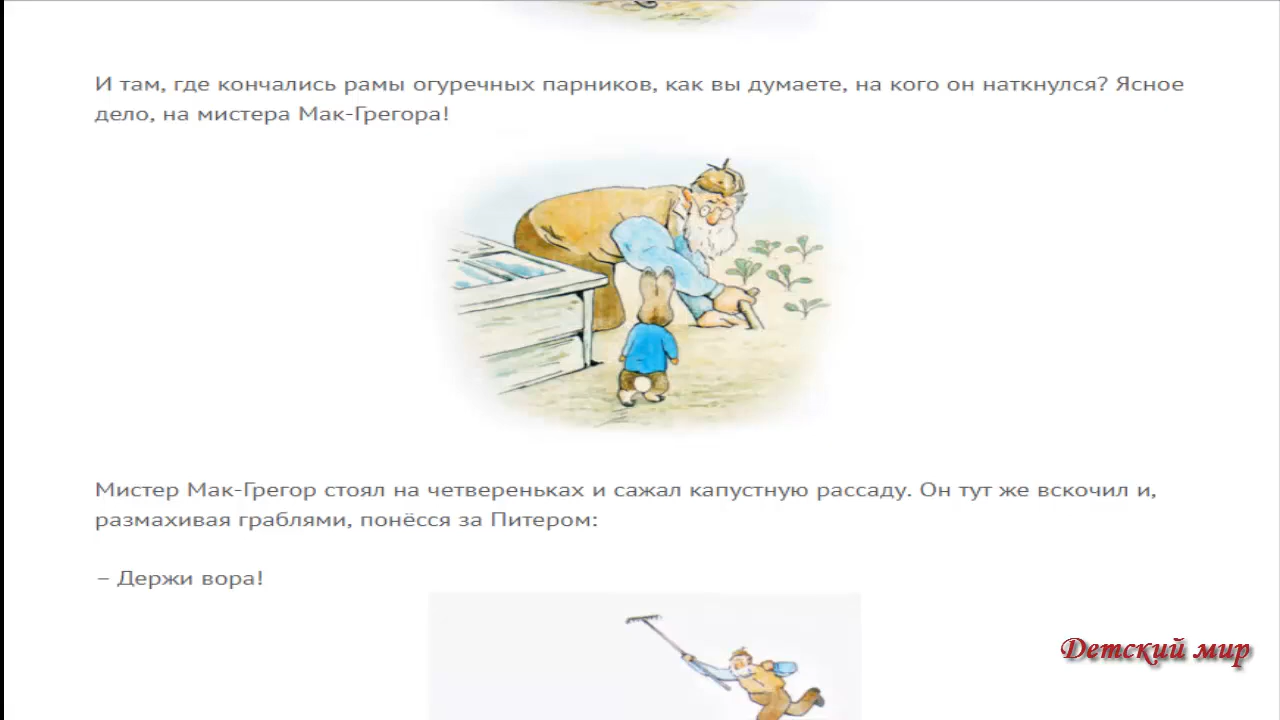 И там, где кончались рамы огуречных парников, как вы думаете, на кого он наткнулся? Ясное
дело, на мистера Мак-Грегора!
Мистер Мак-Грегор стоял на четвереньках и сажал капустную рассаду. Он тут же вскочил и,
размахивая граблями, понёсся за Питером:
– Держи вора!
Детский мир